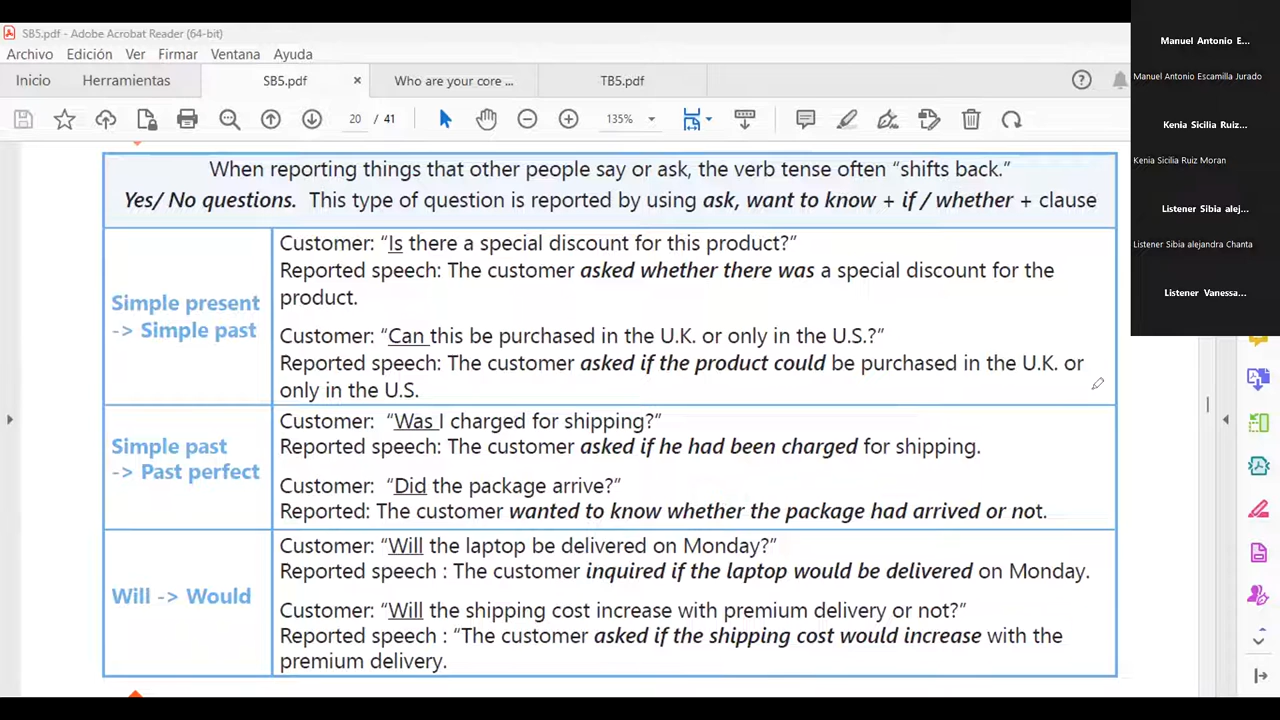 SB5.pdf - Adobe Acrobat Reader (64-bit)
Archivo Edición Ver Firmar Ventana Ayuda
Inicio Herramientas SB5.pdf × Who are your core ... TB5.pdf
20 / 41 135%
When reporting things that other people say or ask, the verb tense often “shifts back.”
Yes/ No questions. This type of question is reported by using ask, want to know + if / whether + clause
Simple present
-> Simple past
Customer: “Is there a special discount for this product?”
Reported speech: The customer asked whether there was a special discount for the
product.
Customer: “Can this be purchased in the U.K. or only in the U.S.?”
Reported speech: The customer asked if the product could be purchased in the U.K. or
only in the U.S.
Simple past
-> Past perfect
Customer: “Was I charged for shipping?”
Reported speech: The customer asked if he had been charged for shipping.
Customer: “Did the package arrive?”
Reported: The customer wanted to know whether the package had arrived or not.
Will -> Would
Customer: “Will the laptop be delivered on Monday?”
Reported speech : The customer inquired if the laptop would be delivered on Monday.
Customer: “Will the shipping cost increase with premium delivery or not?”
Reported speech : “The customer asked if the shipping cost would increase with the
premium delivery.
Manuel Antonio E...
Manuel Antonio Escamilla Jurado
Kenia Sicilia Ruiz...
Kenia Sicilia Ruiz Moran
Listener Sibia alej...
Listener Sibia alejandra Chanta
Listener Vanessa...